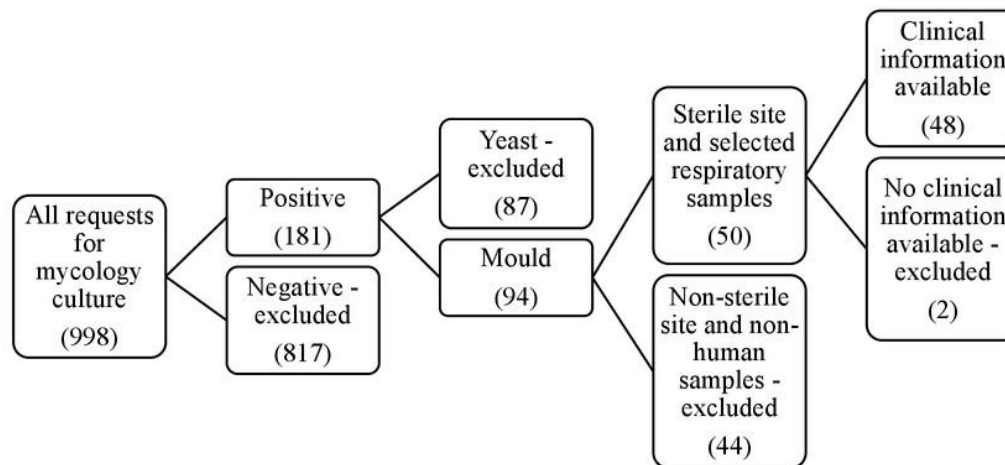 All requests
for
mycology
culture
(998)
Positive
(181)
Negative -
excluded
(817)
Yeast -
excluded
(87)
Mould
(94)
Sterile site
and selected
respiratory
samples
(50)
Non-sterile
site and non-
human
samples -
excluded
(44)
Clinical
information
available
(48)
No clinical
information
available -
excluded
(2)